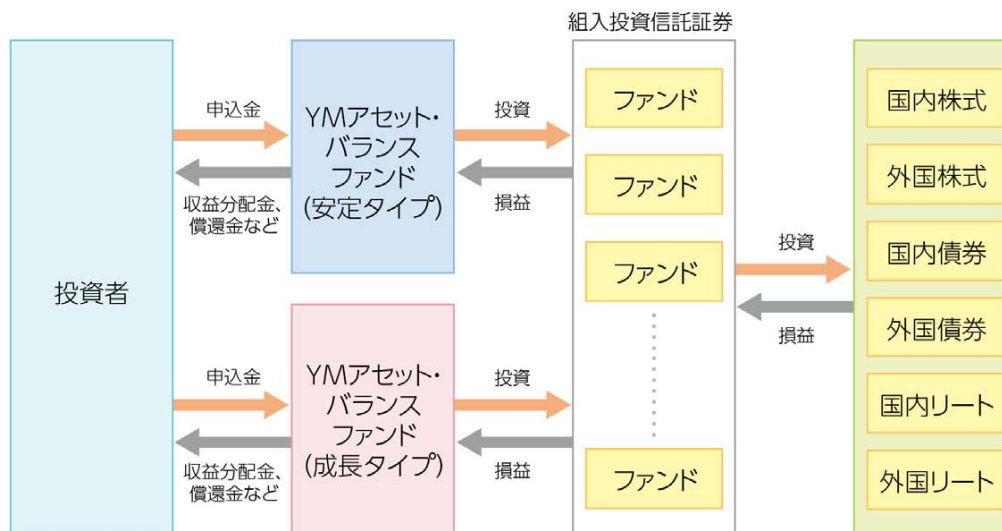 組入投資信託証券
投資者
申込金
収益分配金、
償還金など
YMアセット・
バランス
ファンド
(安定タイプ)
投資
損益
申込金
収益分配金、
償還金など
YMアセット・
バランス
ファンド
(成長タイプ)
投資
損益
ファンド
ファンド
ファンド
ファンド
投資
損益
国内株式
外国株式
国内債券
外国債券
国内リート
外国リート